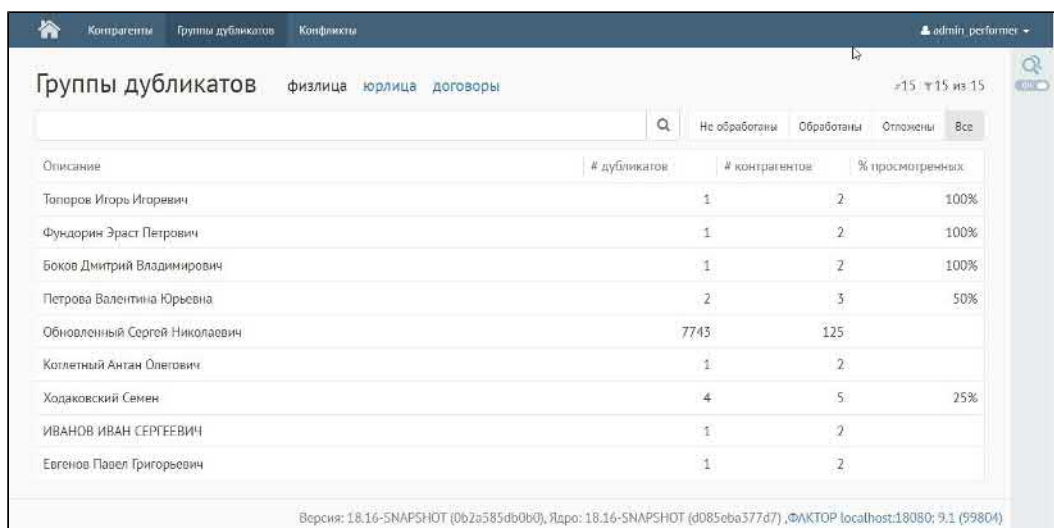 Контрагенты Группы дубликатов Конфликты admin_performer
Группы дубликатов физлица юрлица договоры 15 15 из 15
Не обработаны Обработаны Отложены Все
Описание # дубликатов # контрагентов % просмотренных
Топоров Игорь Игоревич 1 2 100%
Фундорин Эраст Петрович 1 2 100%
Боков Дмитрий Владимирович 1 2 100%
Петрова Валентина Юрьевна 2 3 50%
Обновленный Сергей Николаевич 7743 125
Котлетный Антан Олегович 1 2
Ходаковский Семен 4 5 25%
ИВАНОВ ИВАН СЕРГЕЕВИЧ 1 2
Евгенов Павел Григорьевич 1 2
Версия: 18.16-SNAPSHOT (0b2a585db0b0), Ядро: 18.16-SNAPSHOT (d085eba377d7) ,ФАКТОР localhost:18080: 9.1 (99804)